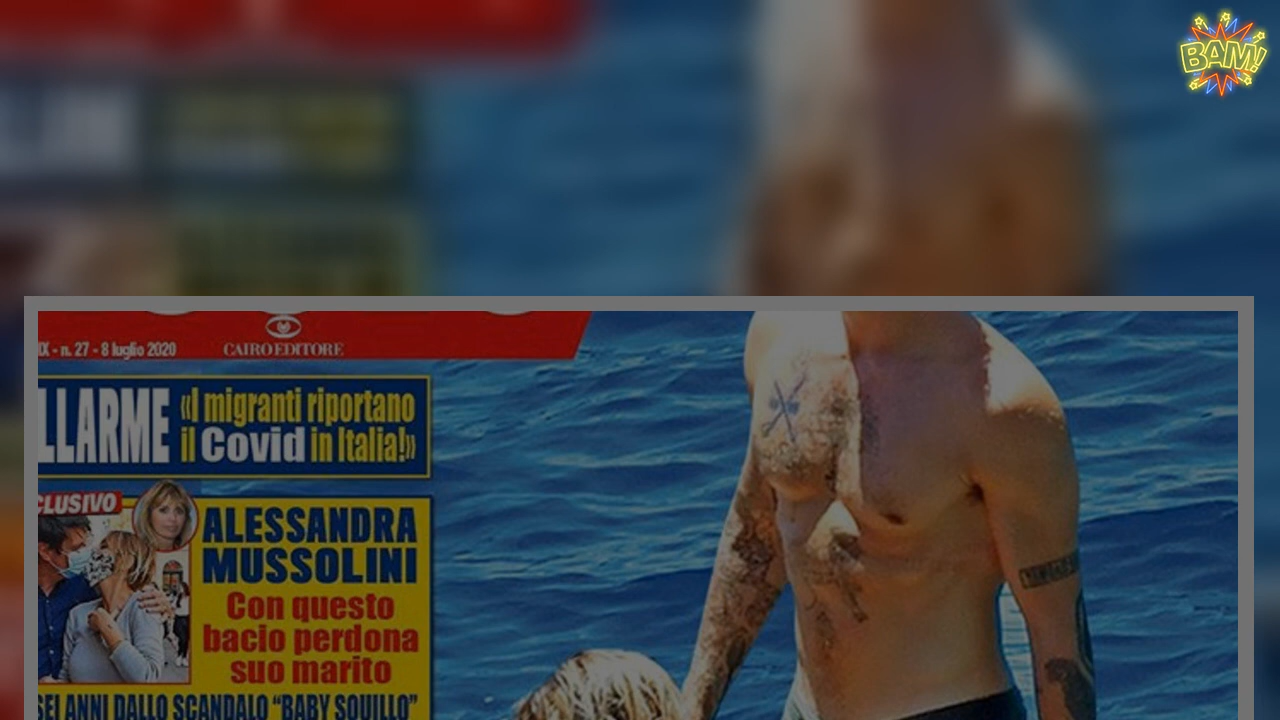 BAM!
IX - n. 27 - 8 luglio 2020
CAIRO EDITORE
LLARME «I migranti riportano
il Covid in Italia!»
CLUSIVO
ALESSANDRA
MUSSOLINI
Con questo
bacio perdona
suo marito
SEI ANNI DALLO SCANDALO “BABY SQUILLO”